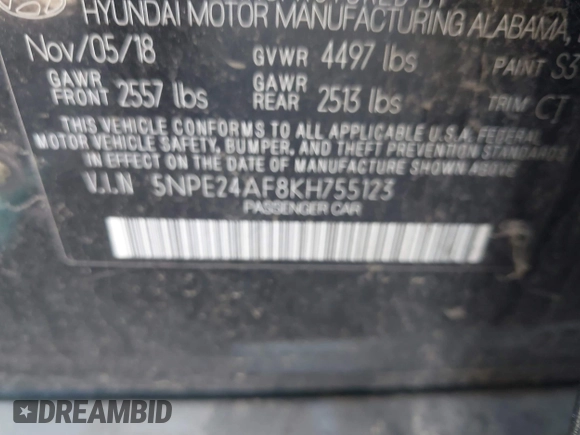 HYUNDAI MOTOR MANUFACTURING ALABAMA,
Nov/05/18 GVWR 4497 lbs PAINT S3
GAWR FRONT 2557 lbs GAWR REAR 2513 lbs TRIM CT
THIS VEHICLE CONFORMS TO ALL APPLICABLE U.S.A. FEDERAL
MOTOR VEHICLE SAFETY, BUMPER, AND THEFT PREVENTION STANDARDS
IN EFFECT ON THE DATE OF MANUFACTURE SHOWN ABOVE.
V.I.N 5NPE24AF8KH755123
PASSENGER CAR
DREAMBID